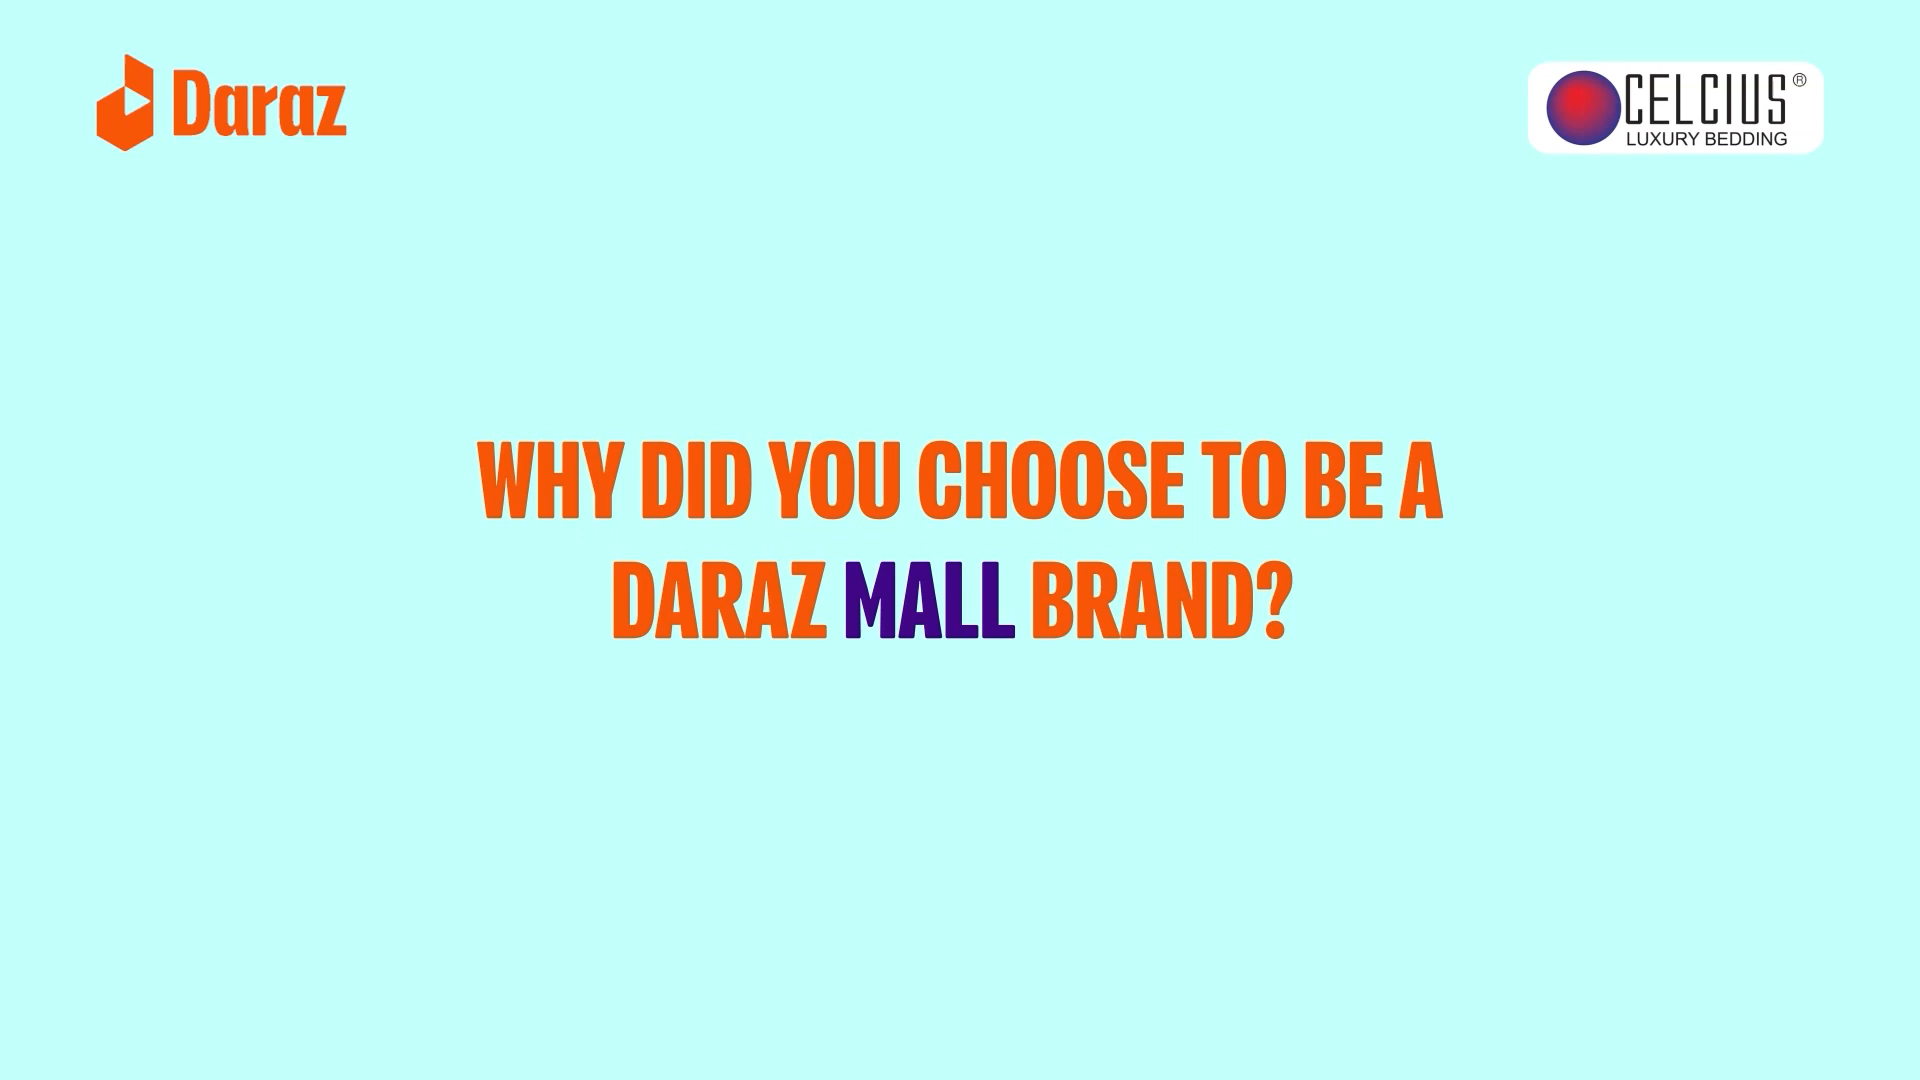 Daraz
CELCIUS®
LUXURY BEDDING
WHY DID YOU CHOOSE TO BE A
DARAZ MALL BRAND?